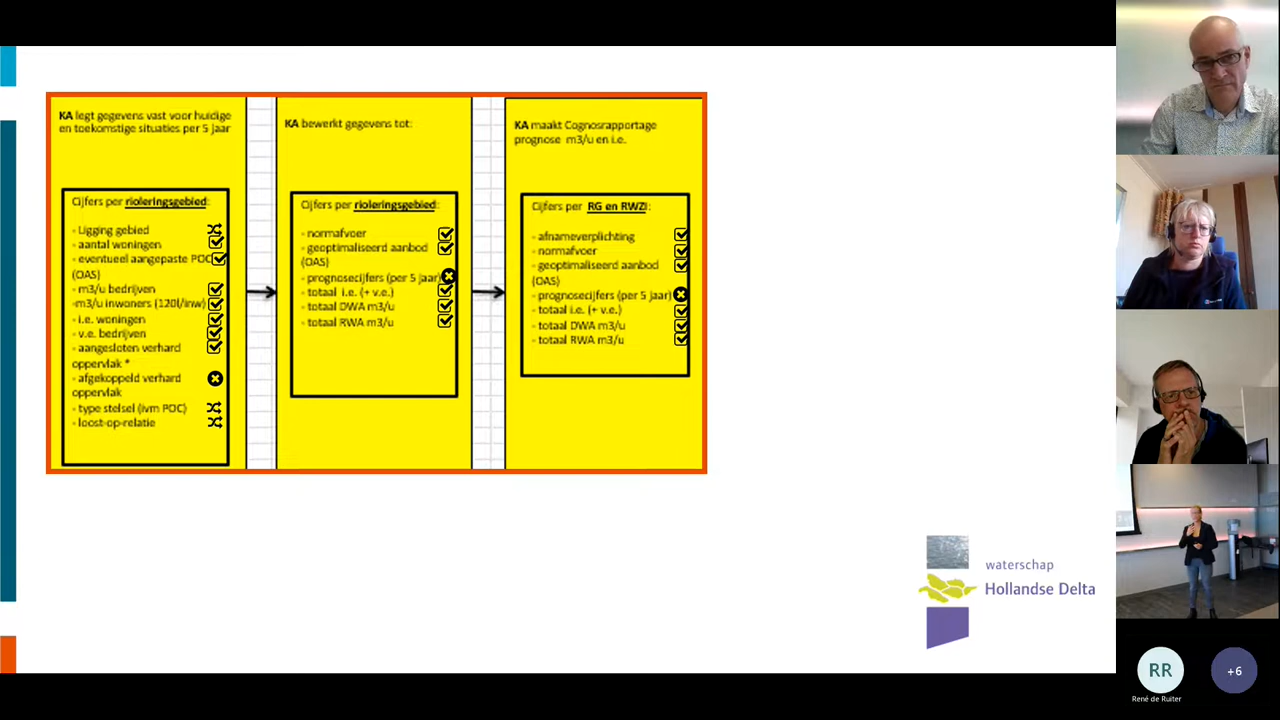 KA legt gegevens vast voor huidige
en toekomstige situaties per 5 jaar
Cijfers per rioleringsgebied:
- Ligging gebied
- aantal woningen
- eventueel aangepaste POC
(OAS)
- m3/u bedrijven
-m3/u inwoners (120l/inw)
- i.e. woningen
- v.e. bedrijven
- aangesloten verhard
oppervlak *
- afgekoppeld verhard
oppervlak
- type stelsel (ivm POC)
- loost-op-relatie
KA bewerkt gegevens tot:
Cijfers per rioleringsgebied:
- normafvoer
- geoptimaliseerd aanbod
(OAS)
- prognosecijfers (per 5 jaar)
- totaal i.e. (+ v.e.)
- totaal DWA m3/u
- totaal RWA m3/u
KA maakt Cognosrapportage
prognose m3/u en i.e.
Cijfers per RG en RWZI:
- afnameverplichting
- normafvoer
- geoptimaliseerd aanbod
(OAS)
- prognosecijfers (per 5 jaar)
- totaal i.e. (+ v.e.)
- totaal DWA m3/u
- totaal RWA m3/u
waterschap
Hollandse Delta
RR
René de Ruiter
+6